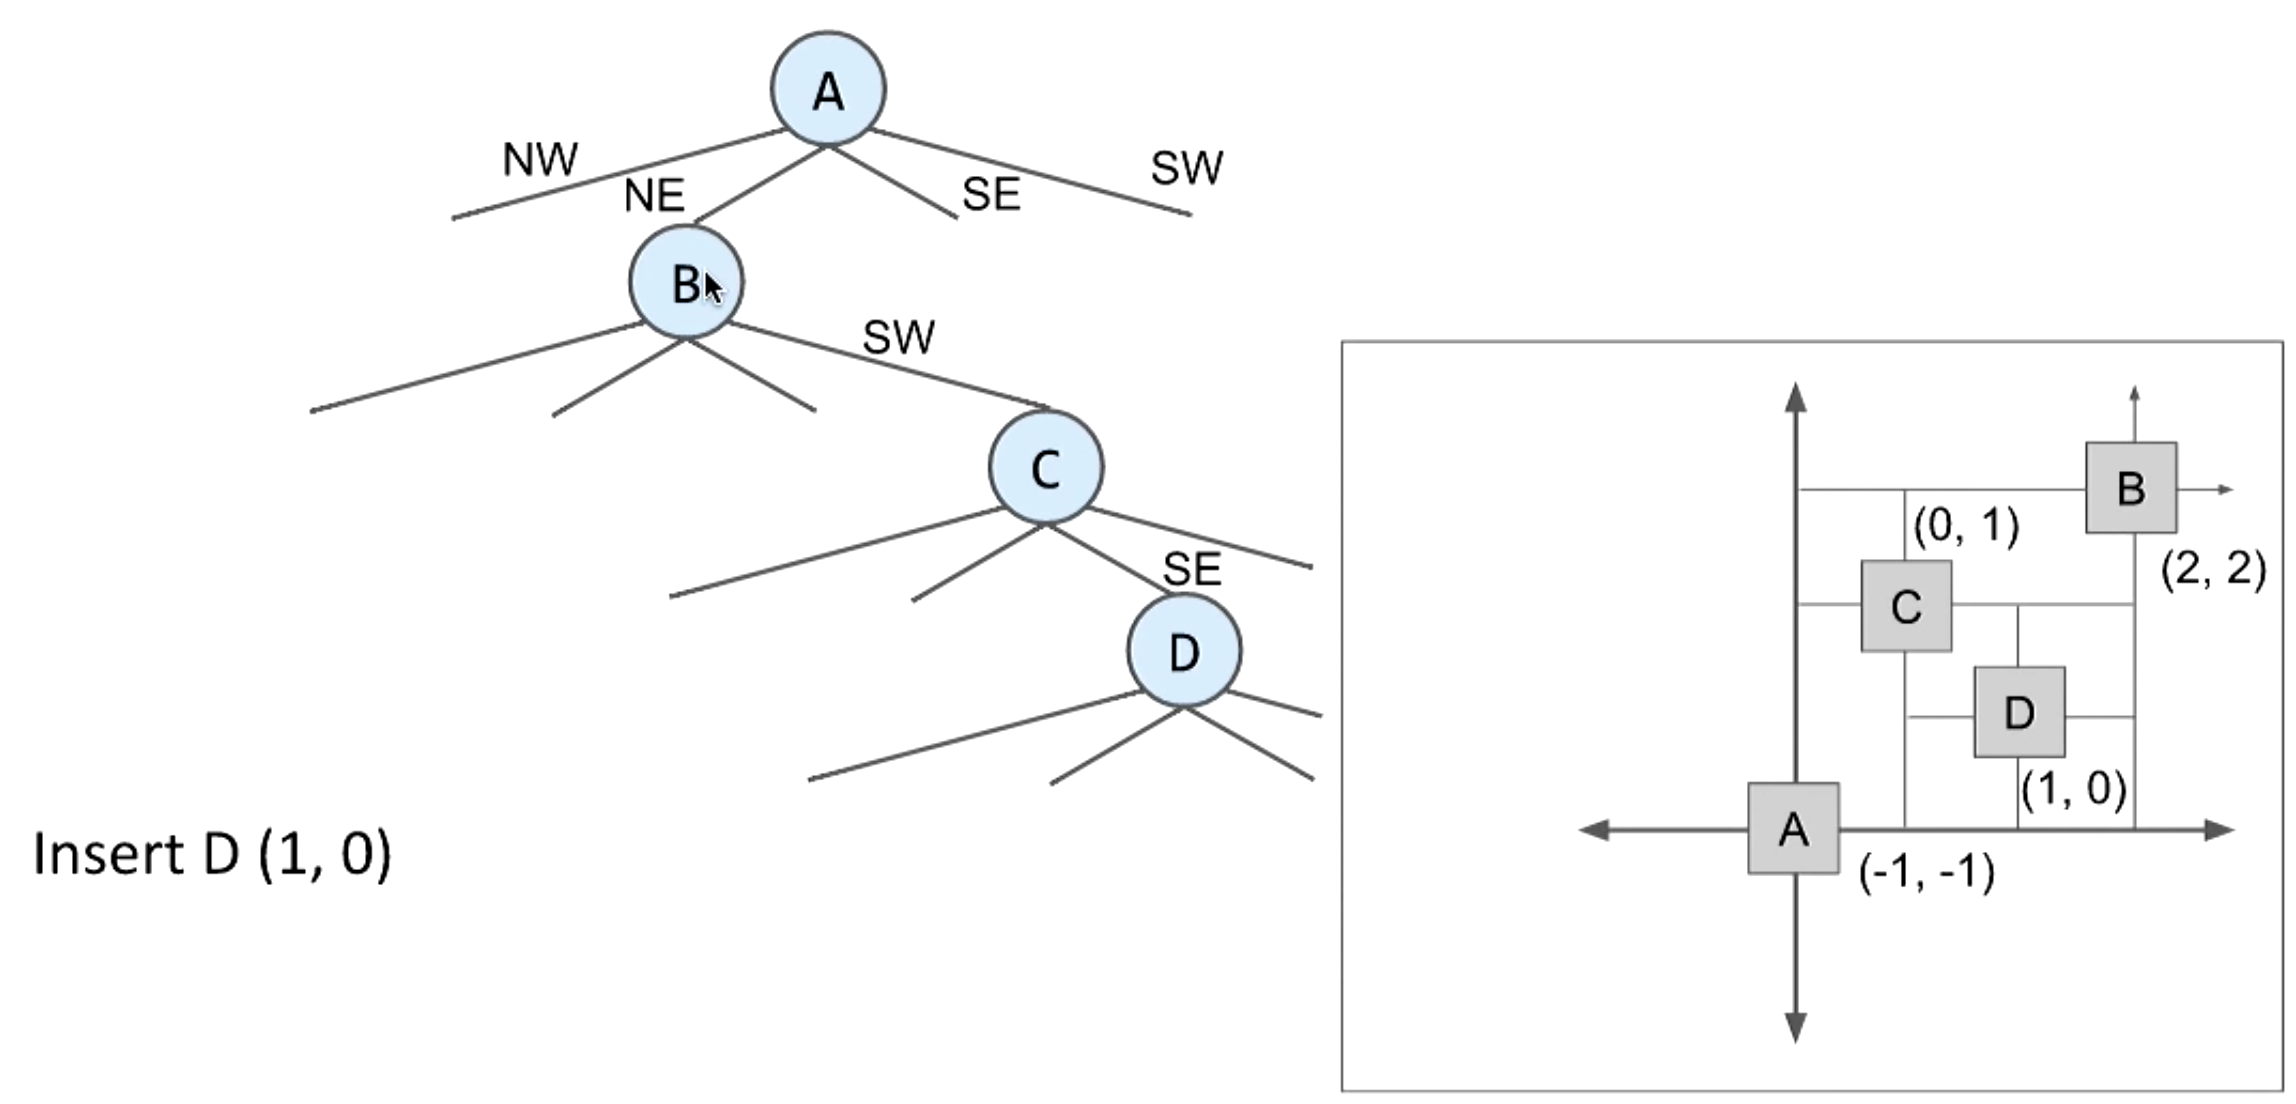 A
NW
NE
SE
SW
B
SW
C
SE
D
Insert D (1, 0)
B
(0, 1)
(2, 2)
C
D
(1, 0)
A
(-1, -1)